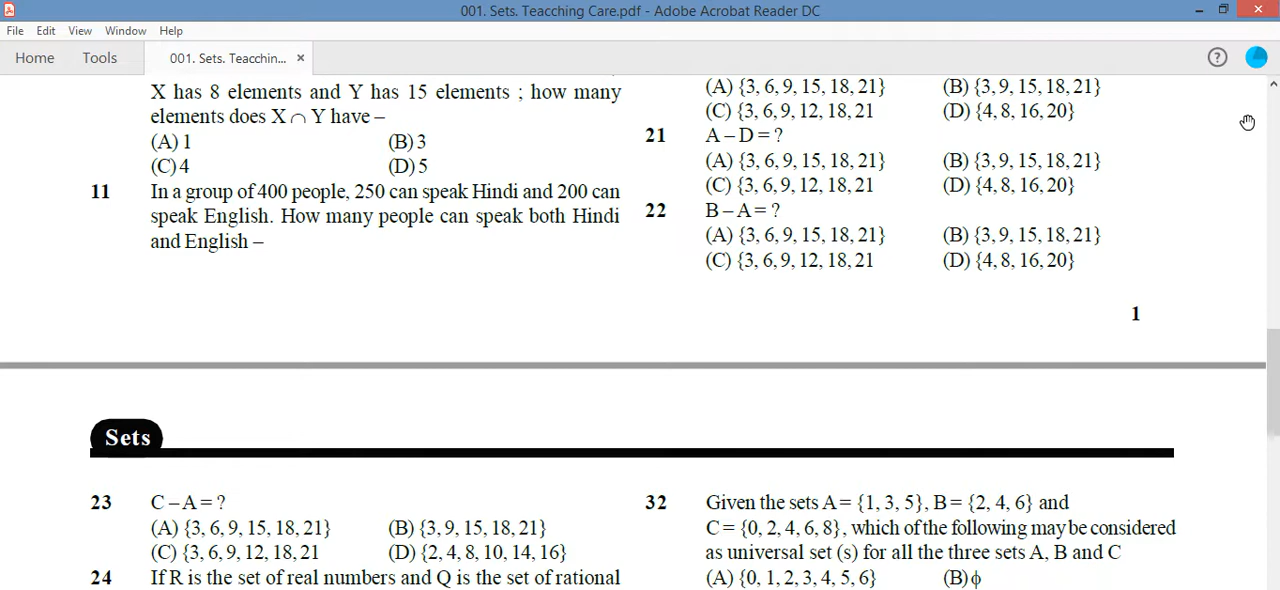 001. Sets. Teacching Care.pdf - Adobe Acrobat Reader DC
File Edit View Window Help
Home Tools 001. Sets. Teacchin... ×
X has 8 elements and Y has 15 elements ; how many
elements does X ∩ Y have –
(A) 1 (B) 3
(C) 4 (D) 5
11 In a group of 400 people, 250 can speak Hindi and 200 can
speak English. How many people can speak both Hindi
and English –
(A) {3, 6, 9, 15, 18, 21} (B) {3, 9, 15, 18, 21}
(C) {3, 6, 9, 12, 18, 21 (D) {4, 8, 16, 20}
21 A – D = ?
(A) {3, 6, 9, 15, 18, 21} (B) {3, 9, 15, 18, 21}
(C) {3, 6, 9, 12, 18, 21 (D) {4, 8, 16, 20}
22 B – A = ?
(A) {3, 6, 9, 15, 18, 21} (B) {3, 9, 15, 18, 21}
(C) {3, 6, 9, 12, 18, 21 (D) {4, 8, 16, 20}
1
Sets
23 C – A = ?
(A) {3, 6, 9, 15, 18, 21} (B) {3, 9, 15, 18, 21}
(C) {3, 6, 9, 12, 18, 21 (D) {2, 4, 8, 10, 14, 16}
24 If R is the set of real numbers and Q is the set of rational
32 Given the sets A = {1, 3, 5}, B = {2, 4, 6} and
C = {0, 2, 4, 6, 8}, which of the following may be considered
as universal set (s) for all the three sets A, B and C
(A) {0, 1, 2, 3, 4, 5, 6} (B) ϕ